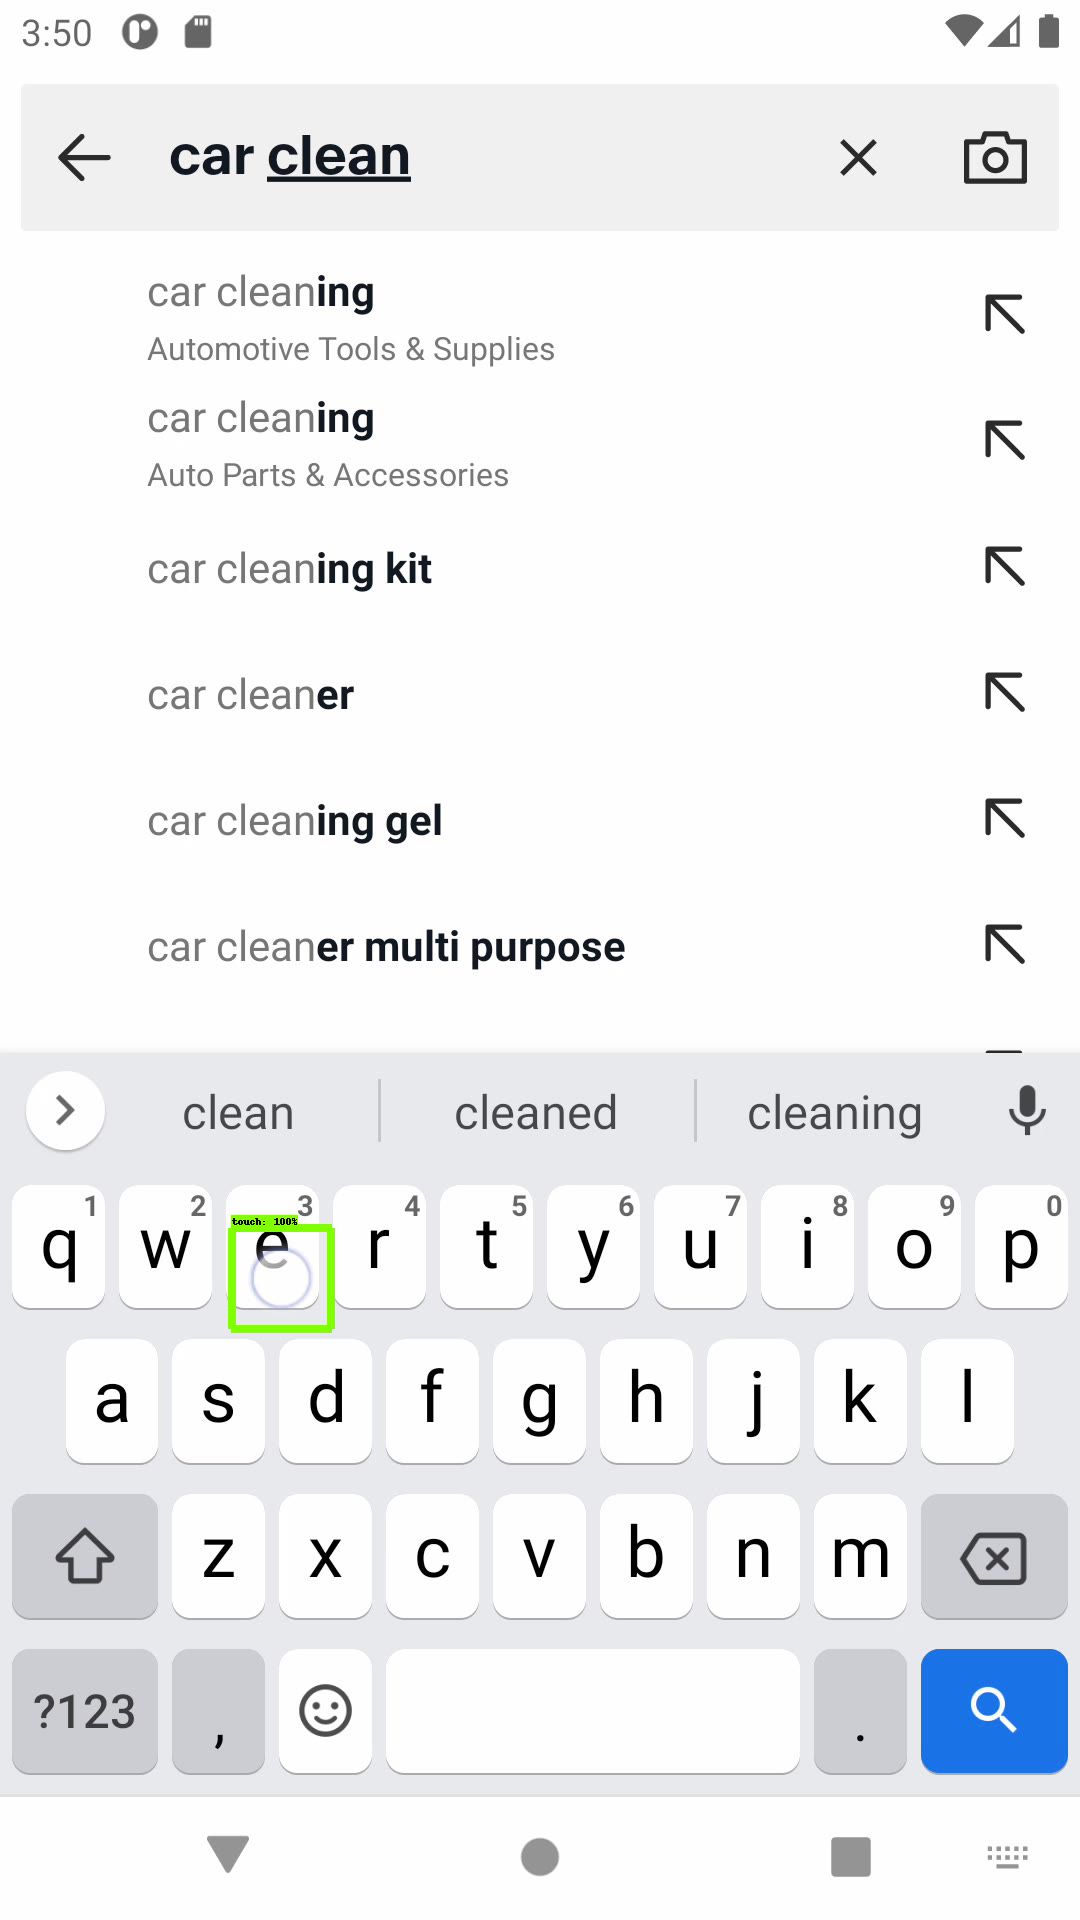 3:50
car clean
car cleaning
Automotive Tools & Supplies
car cleaning
Auto Parts & Accessories
car cleaning kit
car cleaner
car cleaning gel
car cleaner multi purpose
clean cleaned cleaning
1 2 3 4 5 6 7 8 9 0
touch: 100%
q w e r t y u i o p
a s d f g h j k l
z x c v b n m
?123 , .